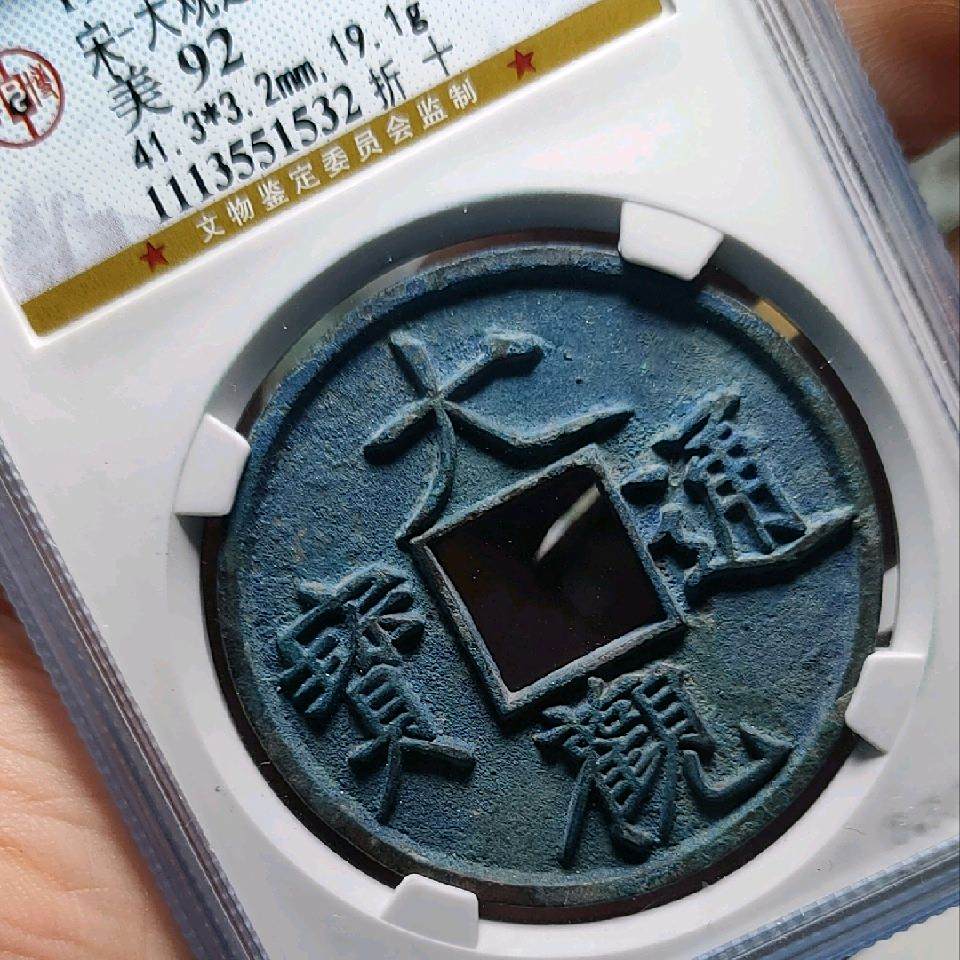 宋-大观通
美 92
41.3*3.2mm,19.1g
1113551532 折十
文物鉴定委员会监制
大觀通寶